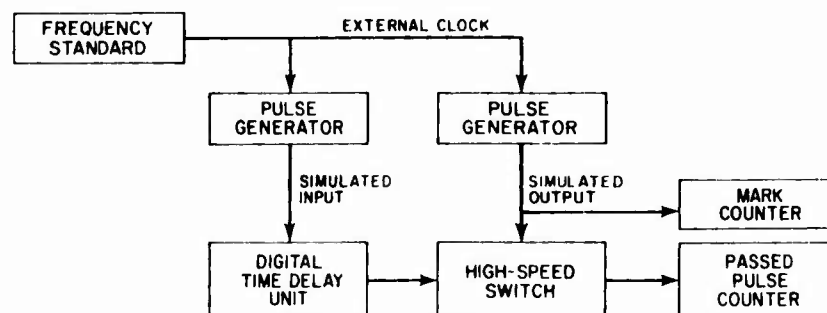 FREQUENCY
STANDARD
EXTERNAL CLOCK
PULSE
GENERATOR
PULSE
GENERATOR
SIMULATED
INPUT
SIMULATED
OUTPUT
MARK
COUNTER
DIGITAL
TIME DELAY
UNIT
HIGH-SPEED
SWITCH
PASSED
PULSE
COUNTER